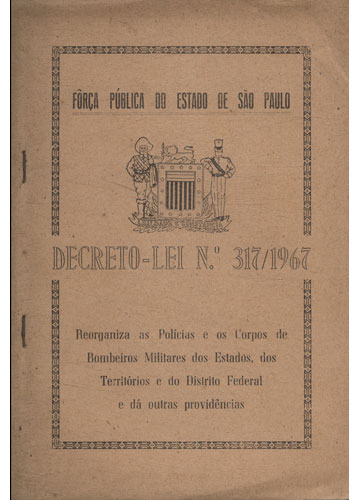 FÔRÇA PÚBLICA DO ESTADO DE SÃO PAULO
DECRETO-LEI N.º 317/1967
Reorganiza as Polícias e os Corpos de
Bombeiros Militares dos Estados, dos
Territórios e do Distrito Federal
e dá outras providências